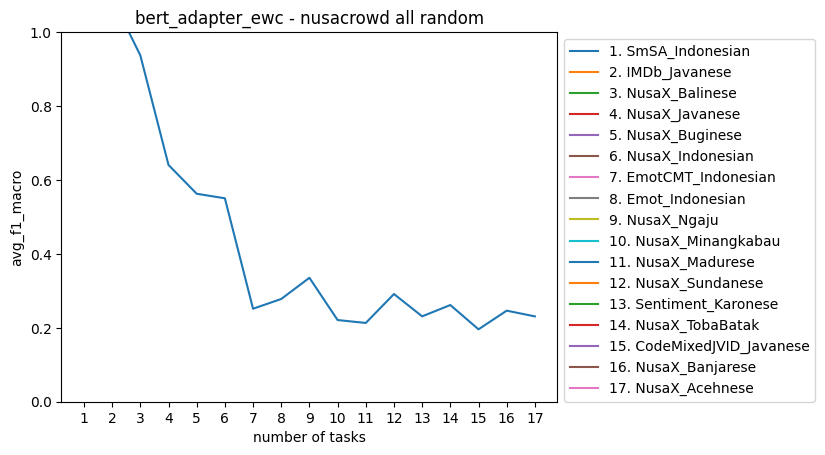 bert_adapter_ewc - nusacrowd all random
1.0
0.8
0.6
0.4
0.2
0.0
avg_f1_macro
1 2 3 4 5 6 7 8 9 10 11 12 13 14 15 16 17
number of tasks
1. SmSA_Indonesian
2. IMDb_Javanese
3. NusaX_Balinese
4. NusaX_Javanese
5. NusaX_Buginese
6. NusaX_Indonesian
7. EmotCMT_Indonesian
8. Emot_Indonesian
9. NusaX_Ngaju
10. NusaX_Minangkabau
11. NusaX_Madurese
12. NusaX_Sundanese
13. Sentiment_Karonese
14. NusaX_TobaBatak
15. CodeMixedJVID_Javanese
16. NusaX_Banjarese
17. NusaX_Acehnese